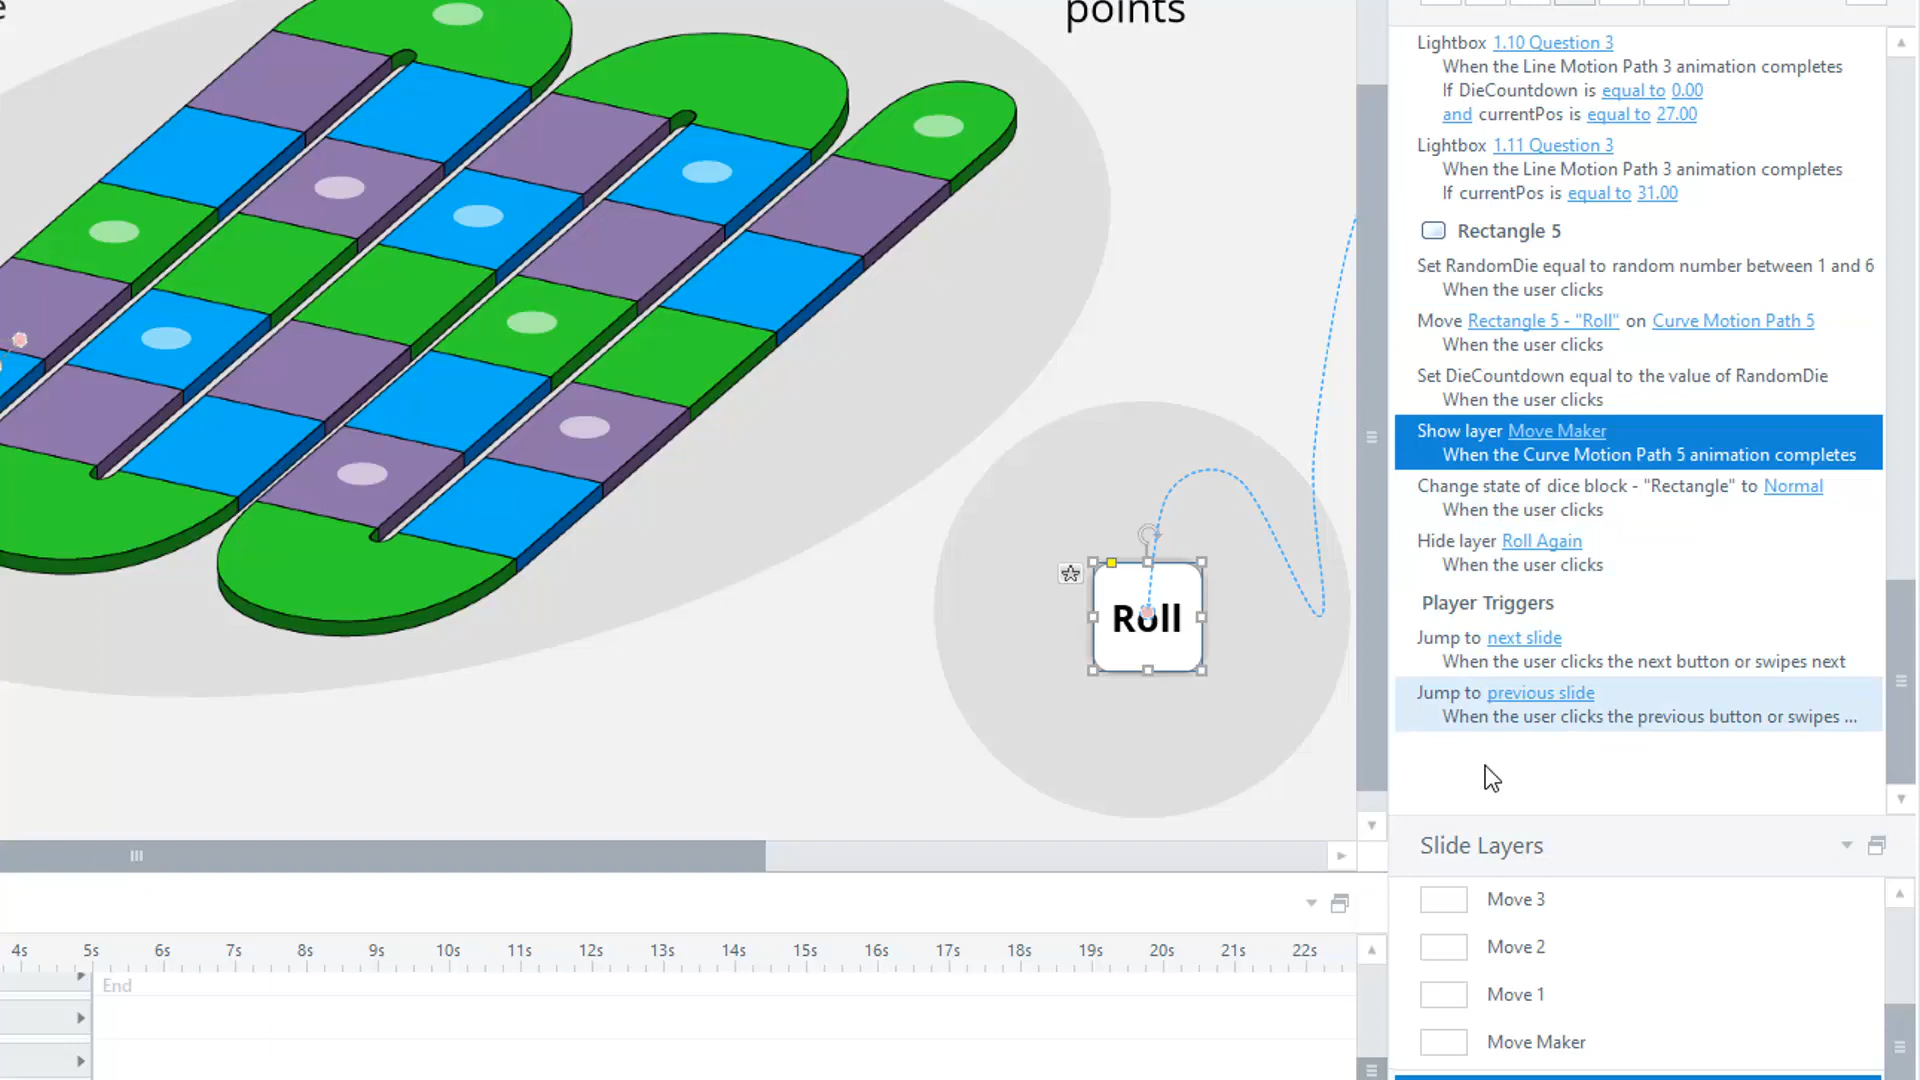 e
points
Lightbox 1.10 Question 3
When the Line Motion Path 3 animation completes
If DieCountdown is equal to 0.00
and currentPos is equal to 27.00
Lightbox 1.11 Question 3
When the Line Motion Path 3 animation completes
If currentPos is equal to 31.00
Rectangle 5
Set RandomDie equal to random number between 1 and 6
When the user clicks
Move Rectangle 5 - "Roll" on Curve Motion Path 5
When the user clicks
Set DieCountdown equal to the value of RandomDie
When the user clicks
Show layer Move Maker
When the Curve Motion Path 5 animation completes
Change state of dice block - "Rectangle" to Normal
When the user clicks
Hide layer Roll Again
When the user clicks
Player Triggers
Jump to next slide
When the user clicks the next button or swipes next
Jump to previous slide
When the user clicks the previous button or swipes ...
Roll
Slide Layers
Move 3
Move 2
Move 1
Move Maker
4s 5s 6s 7s 8s 9s 10s 11s 12s 13s 14s 15s 16s 17s 18s 19s 20s 21s 22s
End